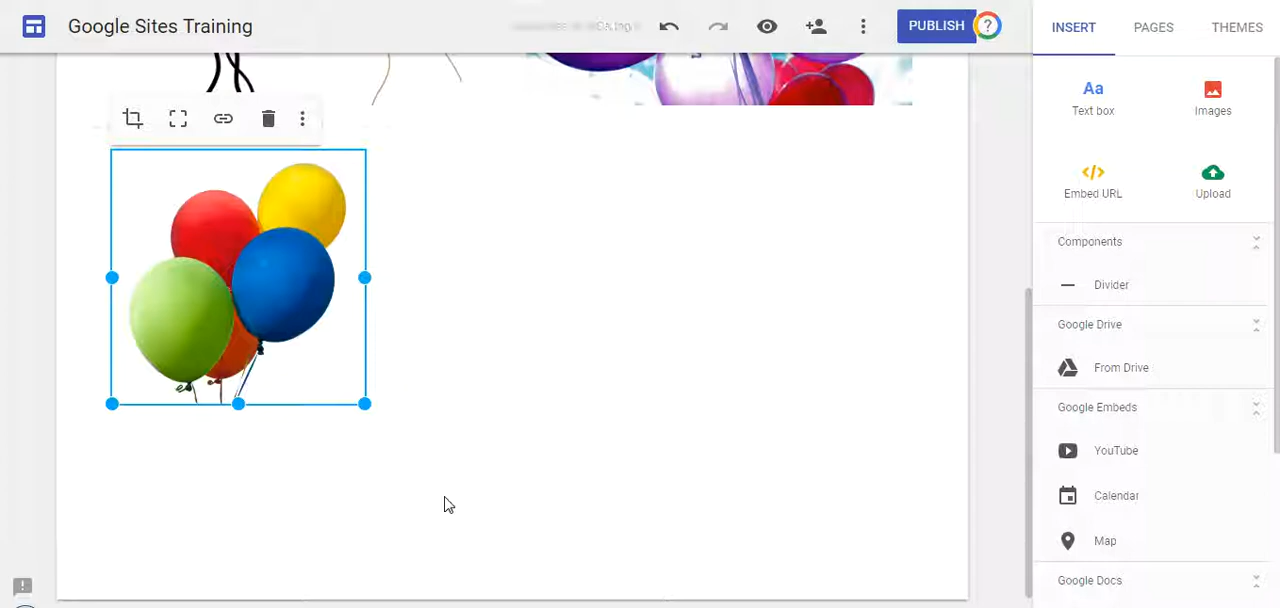 Google Sites Training
PUBLISH
?
INSERT
PAGES
THEMES
Aa
Text box
Images
</>
Embed URL
Upload
Components
Divider
Google Drive
From Drive
Google Embeds
YouTube
Calendar
Map
Google Docs